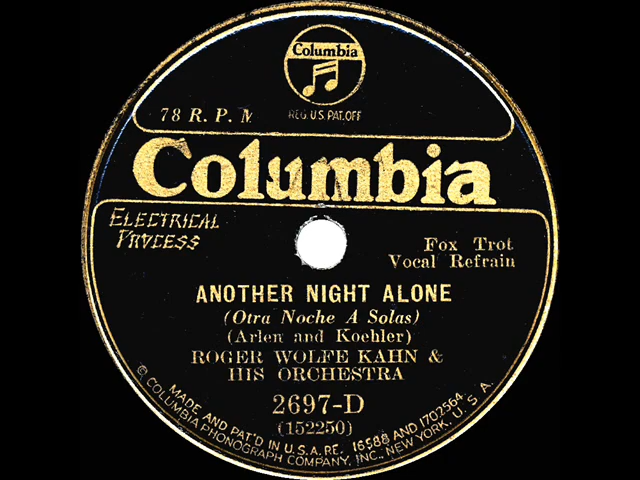 Columbia
78 R. P. M
REG. U.S. PAT. OFF.
Columbia
ELECTRICAL
PROCESS
Fox Trot
Vocal Refrain
ANOTHER NIGHT ALONE
(Otra Noche A Solas)
(Arlen and Koehler)
ROGER WOLFE KAHN &
HIS ORCHESTRA
2697-D
(152250)
MADE AND PAT'D IN U.S.A. RE. 16588 AND 1702564
© COLUMBIA PHONOGRAPH COMPANY, INC., NEW YORK, U. S. A.